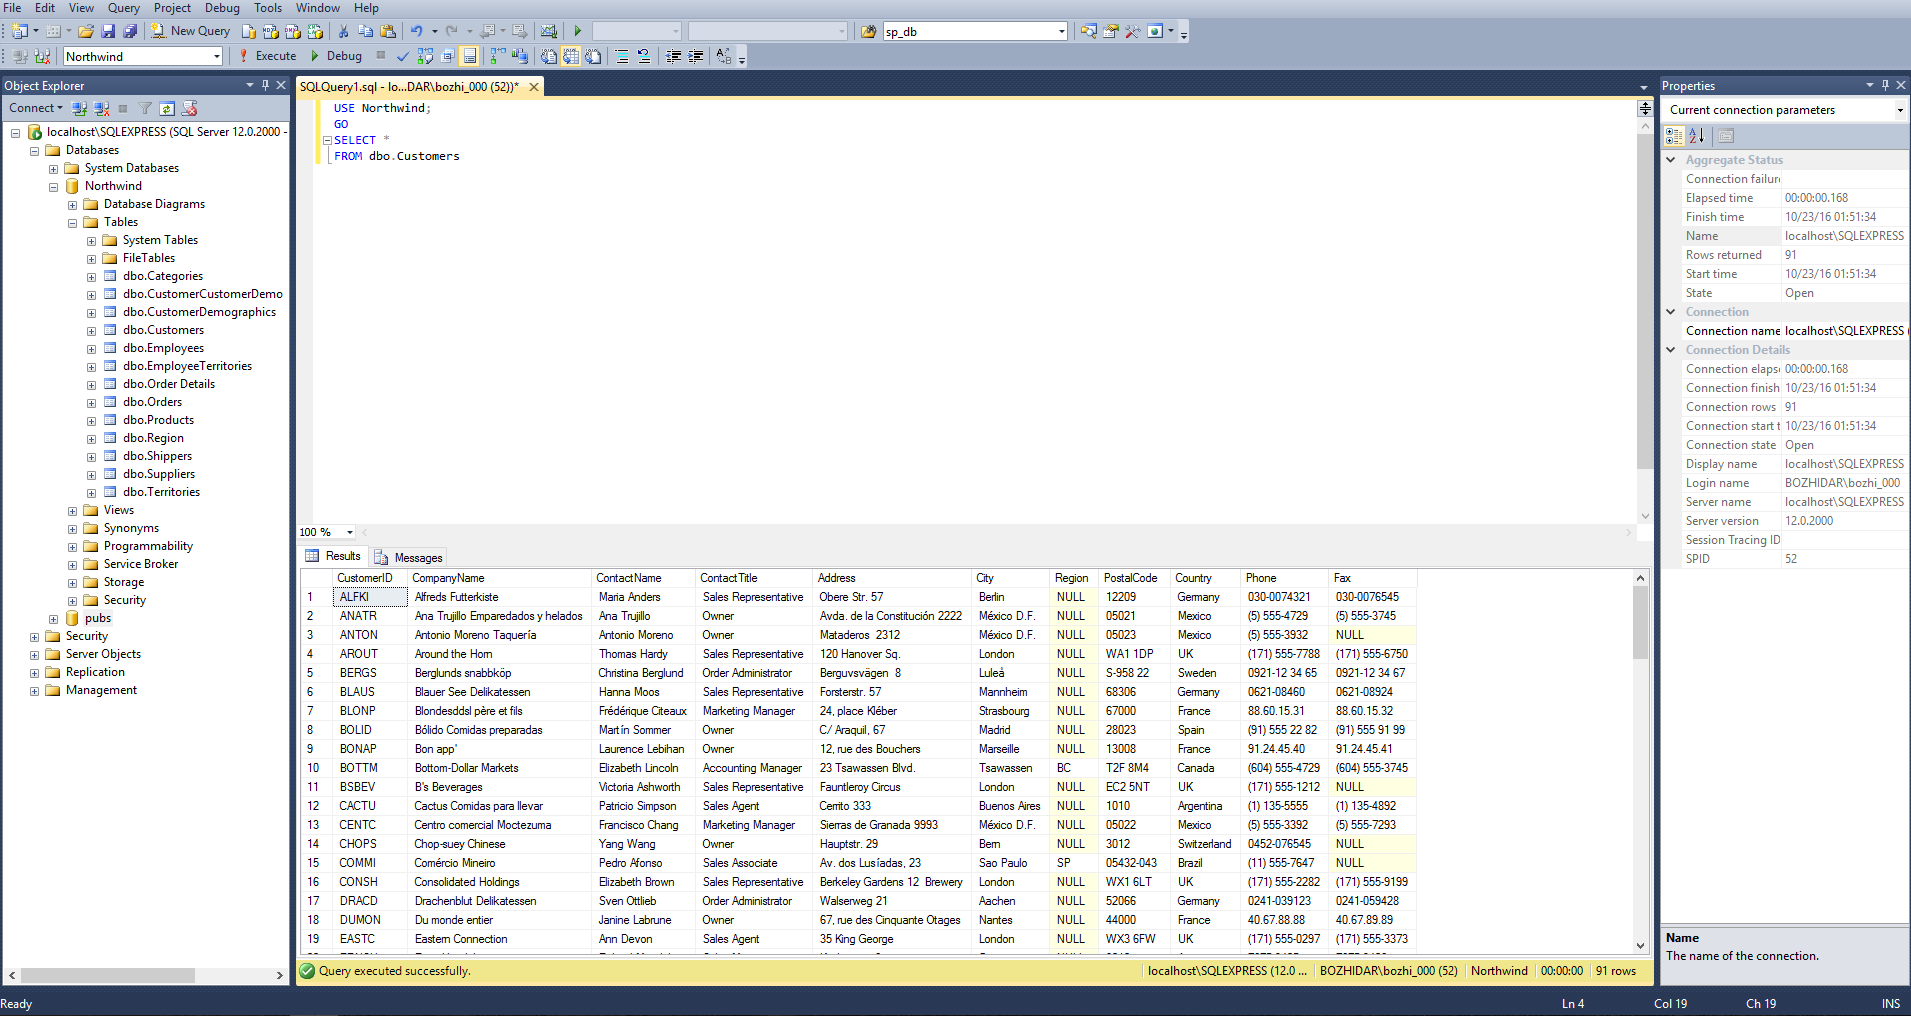 File Edit View Query Project Debug Tools Window Help
New Query sp_db
Northwind Execute Debug
Object Explorer
Connect
localhost\SQLEXPRESS (SQL Server 12.0.2000 -
Databases
System Databases
Northwind
Database Diagrams
Tables
System Tables
FileTables
dbo.Categories
dbo.CustomerCustomerDemo
dbo.CustomerDemographics
dbo.Customers
dbo.Employees
dbo.EmployeeTerritories
dbo.Order Details
dbo.Orders
dbo.Products
dbo.Region
dbo.Shippers
dbo.Suppliers
dbo.Territories
Views
Synonyms
Programmability
Service Broker
Storage
Security
pubs
Security
Server Objects
Replication
Management
SQLQuery1.sql - lo...DAR\bozhi_000 (52))*
USE Northwind;
GO
SELECT *
FROM dbo.Customers
100 %
Results Messages
CustomerID CompanyName ContactName ContactTitle Address City Region PostalCode Country Phone Fax
1 ALFKI Alfreds Futterkiste Maria Anders Sales Representative Obere Str. 57 Berlin NULL 12209 Germany 030-0074321 030-0076545
2 ANATR Ana Trujillo Emparedados y helados Ana Trujillo Owner Avda. de la Constitución 2222 México D.F. NULL 05021 Mexico (5) 555-4729 (5) 555-3745
3 ANTON Antonio Moreno Taquería Antonio Moreno Owner Mataderos  2312 México D.F. NULL 05023 Mexico (5) 555-3932 NULL
4 AROUT Around the Horn Thomas Hardy Sales Representative 120 Hanover Sq. London NULL WA1 1DP UK (171) 555-7788 (171) 555-6750
5 BERGS Berglunds snabbköp Christina Berglund Order Administrator Berguvsvägen  8 Luleå NULL S-958 22 Sweden 0921-12 34 65 0921-12 34 67
6 BLAUS Blauer See Delikatessen Hanna Moos Sales Representative Forsterstr. 57 Mannheim NULL 68306 Germany 0621-08460 0621-08924
7 BLONP Blondesddsl père et fils Frédérique Citeaux Marketing Manager 24, place Kléber Strasbourg NULL 67000 France 88.60.15.31 88.60.15.32
8 BOLID Bólido Comidas preparadas Martín Sommer Owner C/ Araquil, 67 Madrid NULL 28023 Spain (91) 555 22 82 (91) 555 91 99
9 BONAP Bon app' Laurence Lebihan Owner 12, rue des Bouchers Marseille NULL 13008 France 91.24.45.40 91.24.45.41
10 BOTTM Bottom-Dollar Markets Elizabeth Lincoln Accounting Manager 23 Tsawassen Blvd. Tsawassen BC T2F 8M4 Canada (604) 555-4729 (604) 555-3745
11 BSBEV B's Beverages Victoria Ashworth Sales Representative Fauntleroy Circus London NULL EC2 5NT UK (171) 555-1212 NULL
12 CACTU Cactus Comidas para llevar Patricio Simpson Sales Agent Cerrito 333 Buenos Aires NULL 1010 Argentina (1) 135-5555 (1) 135-4892
13 CENTC Centro comercial Moctezuma Francisco Chang Marketing Manager Sierras de Granada 9993 México D.F. NULL 05022 Mexico (5) 555-3392 (5) 555-7293
14 CHOPS Chop-suey Chinese Yang Wang Owner Hauptstr. 29 Bern NULL 3012 Switzerland 0452-076545 NULL
15 COMMI Comércio Mineiro Pedro Afonso Sales Associate Av. dos Lusíadas, 23 Sao Paulo SP 05432-043 Brazil (11) 555-7647 NULL
16 CONSH Consolidated Holdings Elizabeth Brown Sales Representative Berkeley Gardens 12  Brewery London NULL WX1 6LT UK (171) 555-2282 (171) 555-9199
17 DRACD Drachenblut Delikatessen Sven Ottlieb Order Administrator Walserweg 21 Aachen NULL 52066 Germany 0241-039123 0241-059428
18 DUMON Du monde entier Janine Labrune Owner 67, rue des Cinquante Otages Nantes NULL 44000 France 40.67.88.88 40.67.89.89
19 EASTC Eastern Connection Ann Devon Sales Agent 35 King George London NULL WX3 6FW UK (171) 555-0297 (171) 555-3373
Query executed successfully. localhost\SQLEXPRESS (12.0 ... BOZHIDAR\bozhi_000 (52) Northwind 00:00:00 91 rows
Properties
Current connection parameters
Aggregate Status
Connection failure
Elapsed time 00:00:00.168
Finish time 10/23/16 01:51:34
Name localhost\SQLEXPRESS
Rows returned 91
Start time 10/23/16 01:51:34
State Open
Connection
Connection name localhost\SQLEXPRESS (
Connection Details
Connection elaps 00:00:00.168
Connection finish 10/23/16 01:51:34
Connection rows 91
Connection start t 10/23/16 01:51:34
Connection state Open
Display name localhost\SQLEXPRESS
Login name BOZHIDAR\bozhi_000
Server name localhost\SQLEXPRESS
Server version 12.0.2000
Session Tracing ID
SPID 52
Name
The name of the connection.
Ready Ln 4 Col 19 Ch 19 INS